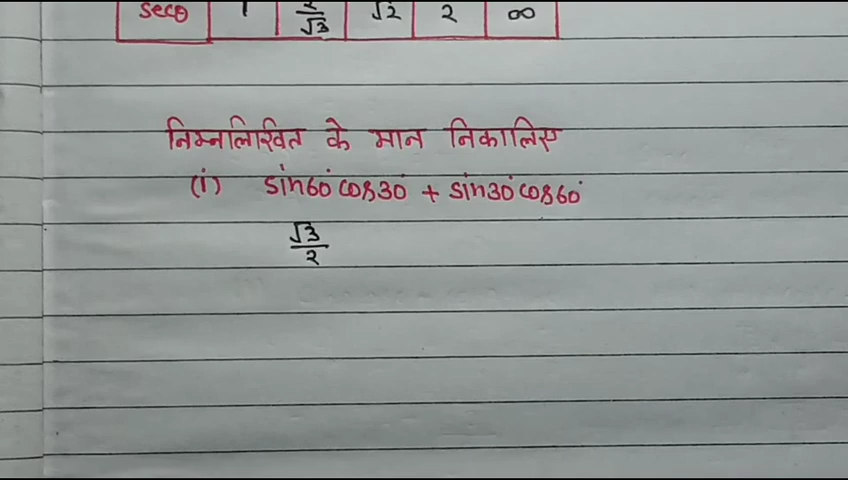 secθ 1 2/√3 √2 2 ∞
निम्नलिखित के मान निकालिए
(i) sin60° cos30° + sin30° cos60°
√3/2